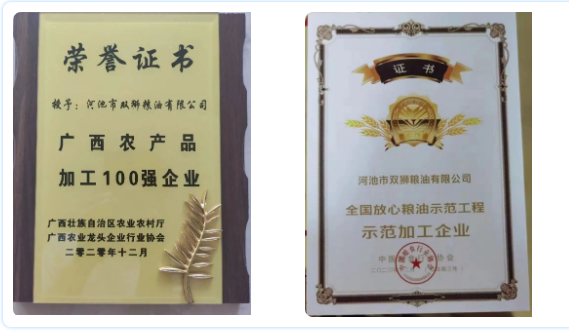 荣誉证书
授予：河池市双狮粮油有限公司
广西农产品
加工100强企业
广西壮族自治区农业农村厅
广西农业龙头企业行业协会
二零二零年十二月
证书
河池市双狮粮油有限公司
全国放心粮油示范工程
示范加工企业